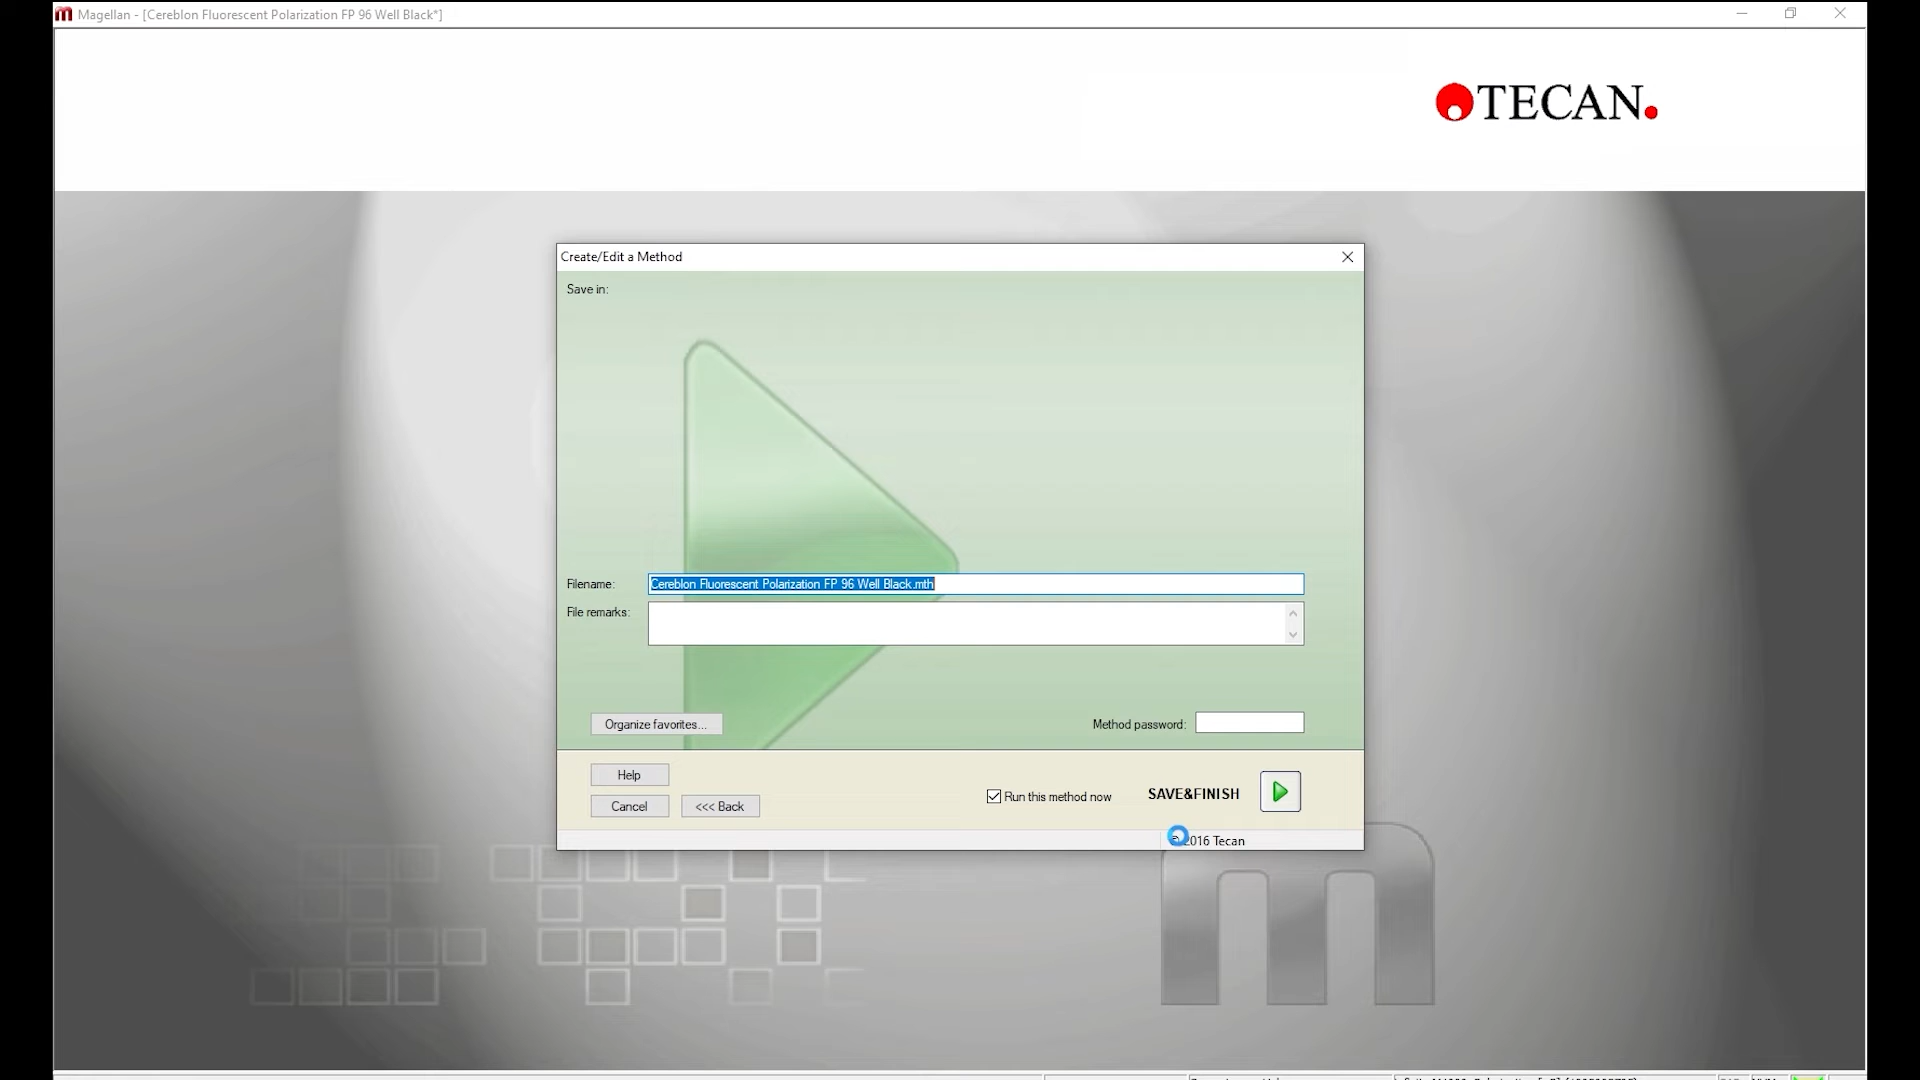 Magellan - [Cereblon Fluorescent Polarization FP 96 Well Black*]
TECAN.
Create/Edit a Method
Save in:
Filename: Cereblon Fluorescent Polarization FP 96 Well Black.mth
File remarks:
Organize favorites...
Method password:
Help
Cancel
<<< Back
Run this method now
SAVE&FINISH
2016 Tecan
m